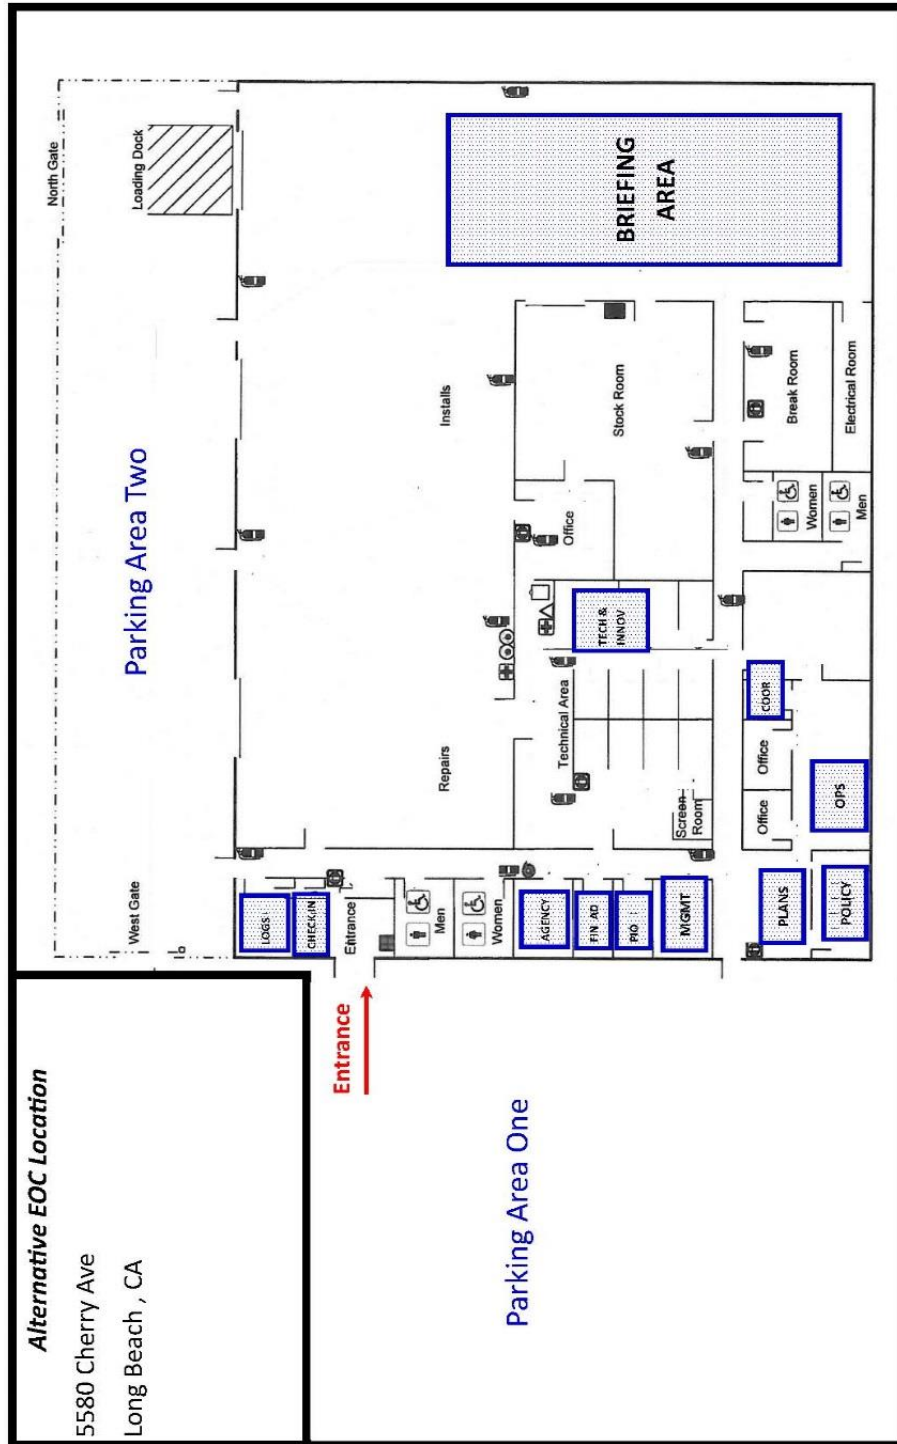 Alternative EOC Location
5580 Cherry Ave
Long Beach , CA
North Gate
Loading Dock
Parking Area Two
West Gate
BRIEFING
AREA
Installs
Stock Room
Break Room
Electrical Room
Office
Women
Men
TECH &
INNOV
Technical Area
Repairs
COOR
Office
Office
Screen
Room
OPS
LOGS
CHECK IN
Entrance
Men
Women
AGENCY
FIN AD
PIO
MGMT
PLANS
POLICY
Entrance
Parking Area One